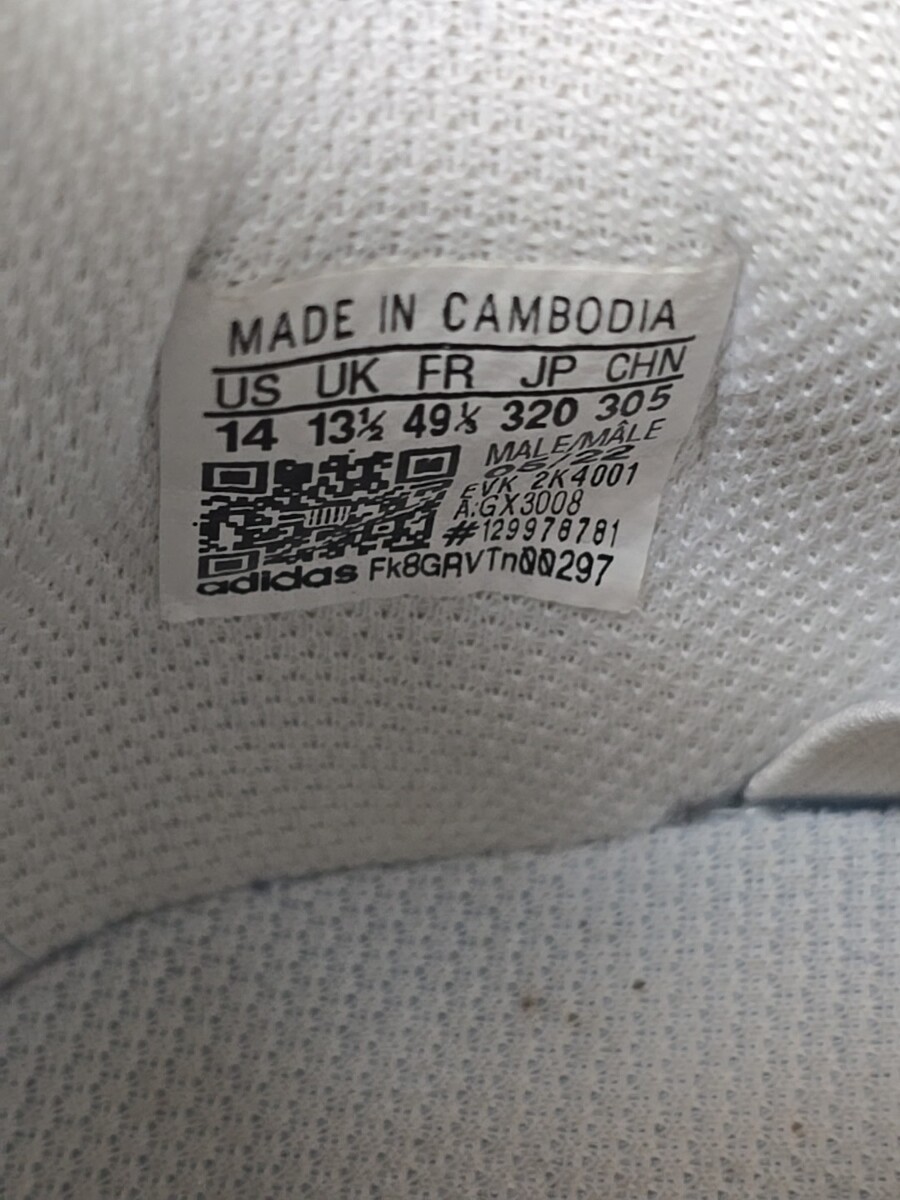 MADE IN CAMBODIA
US UK FR JP CHN
14 13½ 49⅓ 320 305
MALE/MÂLE
05/22
EVK 2K4001
A:GX3008
#129978781
adidas Fk8GAVTn00297